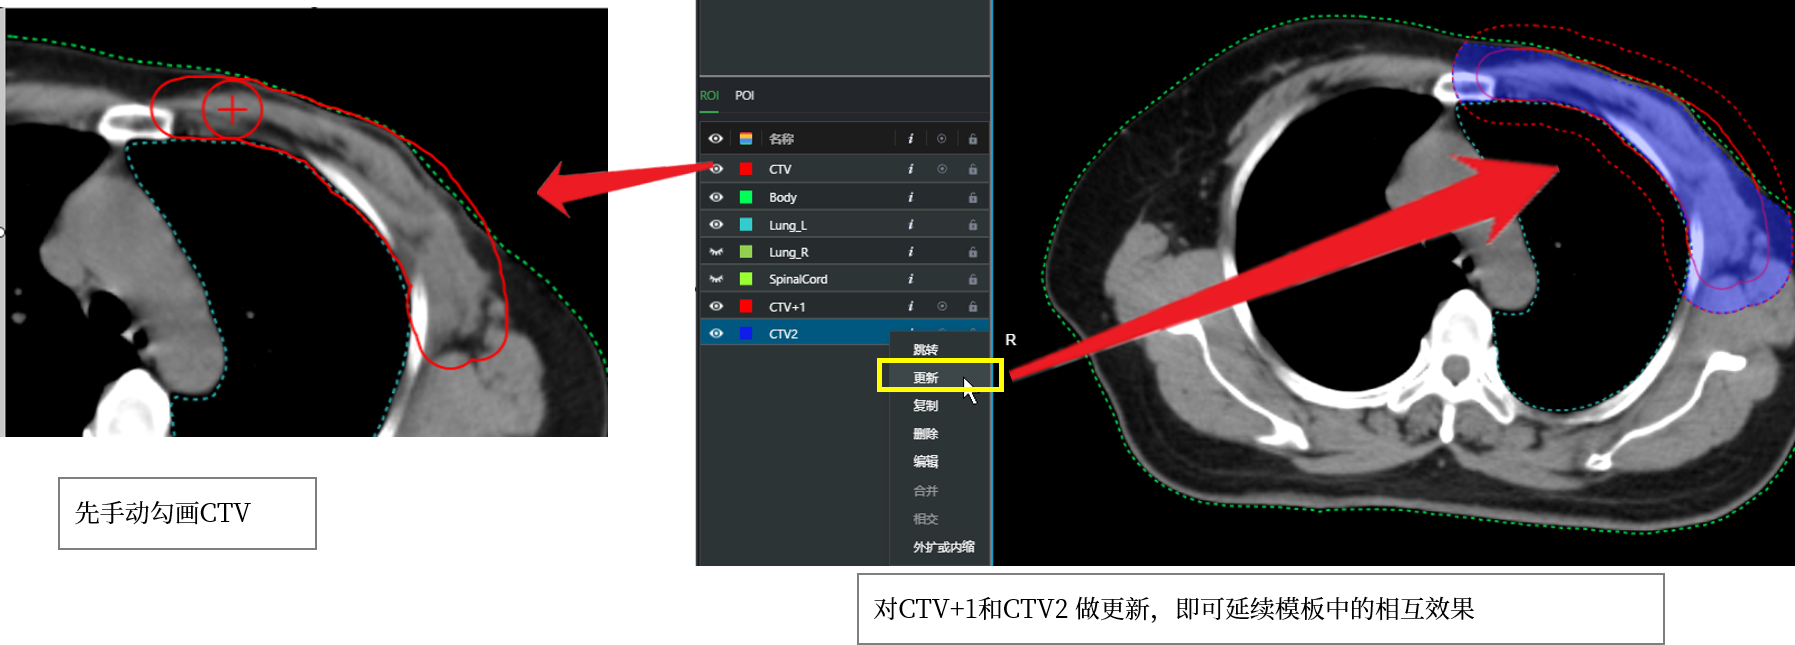 先手动勾画CTV
ROI POI
名称 i
CTV i
Body i
Lung_L i
Lung_R i
SpinalCord i
CTV+1 i
CTV2
跳转
更新
复制
删除
编辑
合并
相交
外扩或内缩
R
对CTV+1和CTV2 做更新，即可延续模板中的相互效果